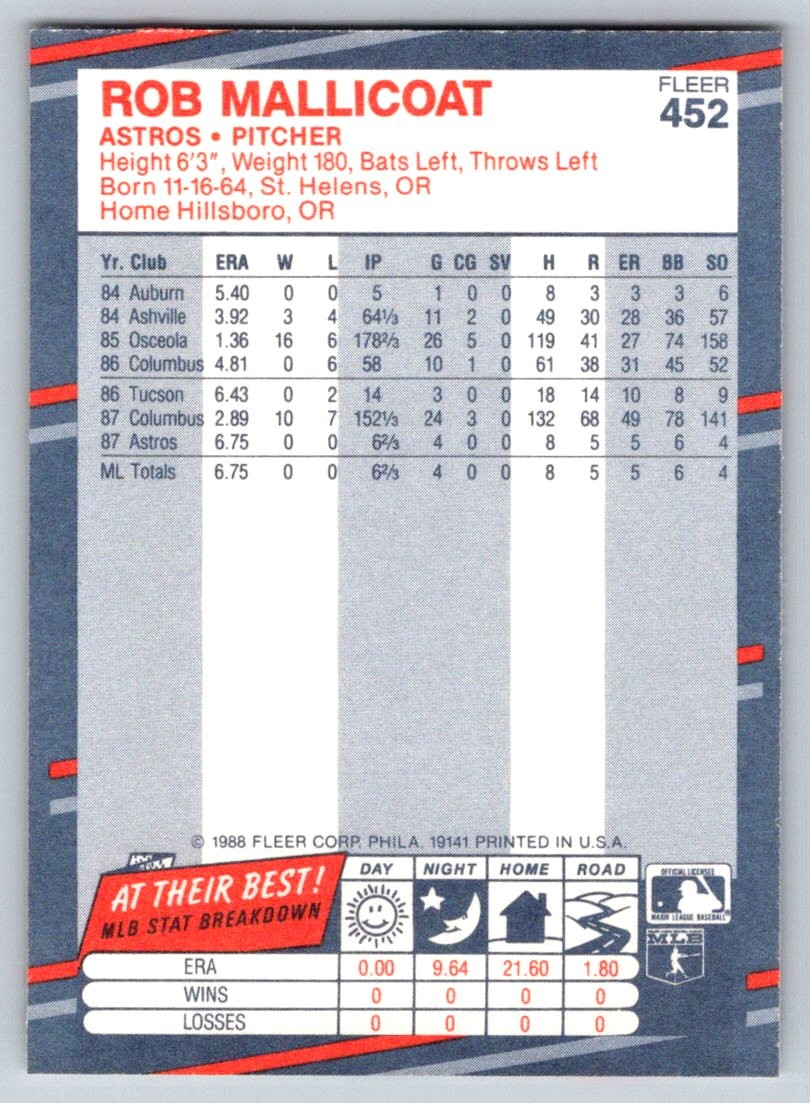 ROB MALLICOAT
FLEER
452
ASTROS • PITCHER
Height 6'3", Weight 180, Bats Left, Throws Left
Born 11-16-64, St. Helens, OR
Home Hillsboro, OR
Yr. Club ERA W L IP G CG SV H R ER BB SO
84 Auburn 5.40 0 0 5 1 0 0 8 3 3 3 6
84 Ashville 3.92 3 4 64⅓ 11 2 0 49 30 28 36 57
85 Osceola 1.36 16 6 178⅔ 26 5 0 119 41 27 74 158
86 Columbus 4.81 0 6 58 10 1 0 61 38 31 45 52
86 Tucson 6.43 0 2 14 3 0 0 18 14 10 8 9
87 Columbus 2.89 10 7 152⅓ 24 3 0 132 68 49 78 141
87 Astros 6.75 0 0 6⅔ 4 0 0 8 5 5 6 4
ML Totals 6.75 0 0 6⅔ 4 0 0 8 5 5 6 4
© 1988 FLEER CORP. PHILA. 19141 PRINTED IN U.S.A.
AT THEIR BEST!
MLB STAT BREAKDOWN
DAY NIGHT HOME ROAD
ERA 0.00 9.64 21.60 1.80
WINS 0 0 0 0
LOSSES 0 0 0 0
OFFICIAL LICENSEE
MAJOR LEAGUE BASEBALL
MLB